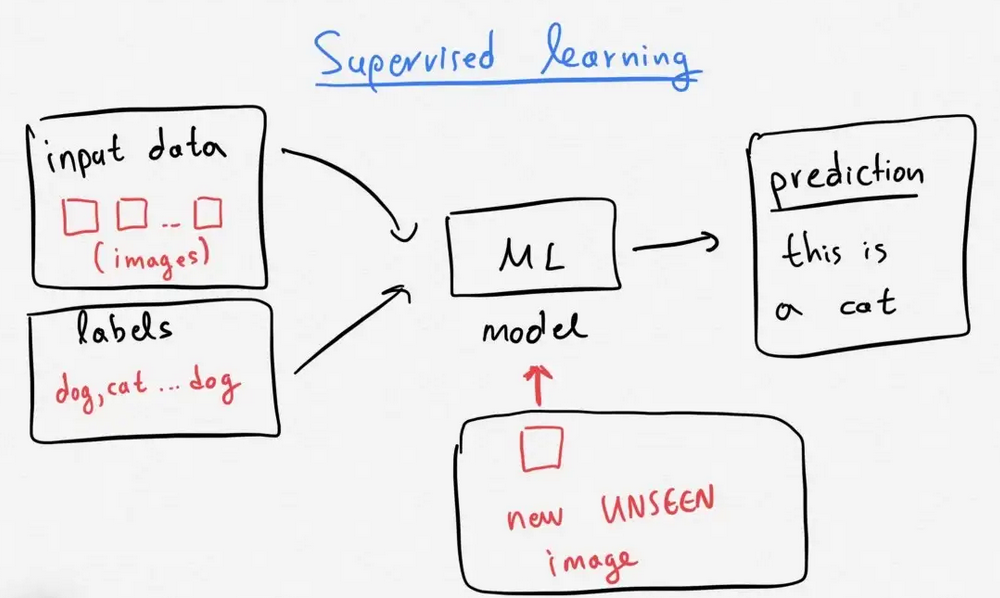 Supervised learning
input data
(images)
labels
dog, cat ... dog
ML
model
prediction
this is
a cat
new UNSEEN
image